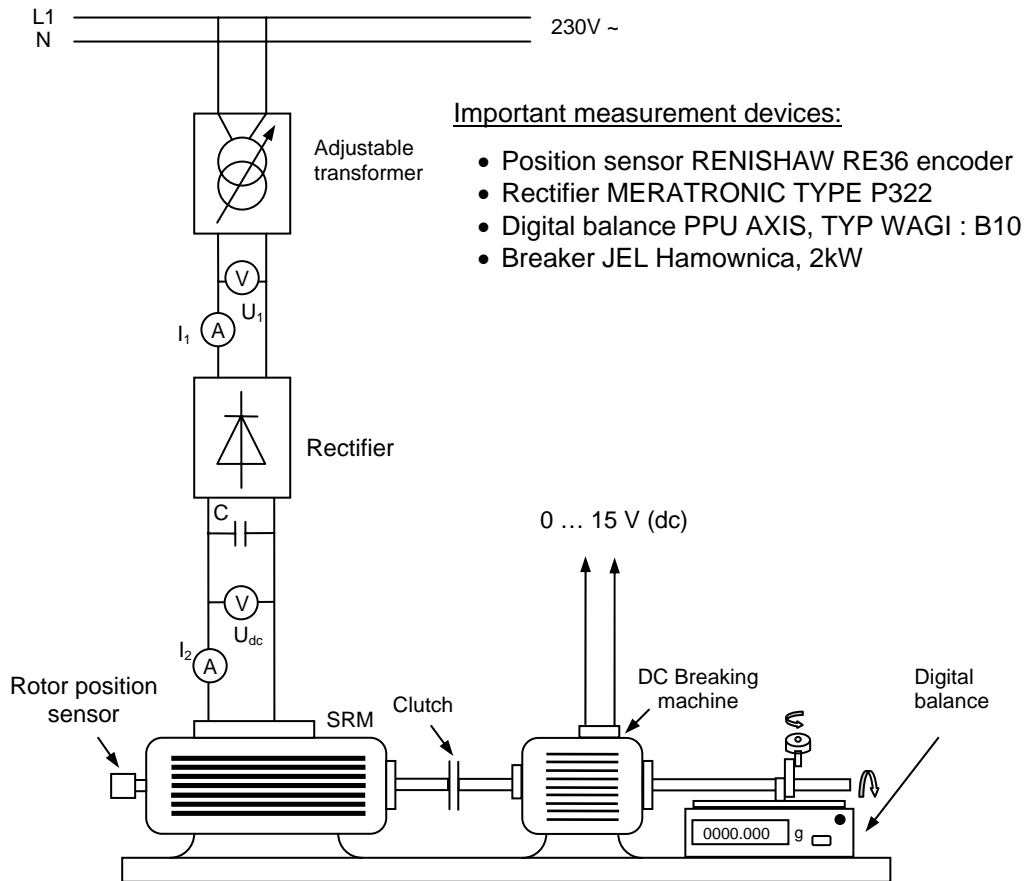 L1
N
230V ~
Important measurement devices:
• Position sensor RENISHAW RE36 encoder
• Rectifier MERATRONIC TYPE P322
• Digital balance PPU AXIS, TYP WAGI : B10
• Breaker JEL Hamownica, 2kW
Adjustable
transformer
V
U1
I1
A
Rectifier
C
0 ... 15 V (dc)
V
Udc
I2
A
Rotor position
sensor
SRM
Clutch
DC Breaking
machine
Digital
balance
0000.000
g